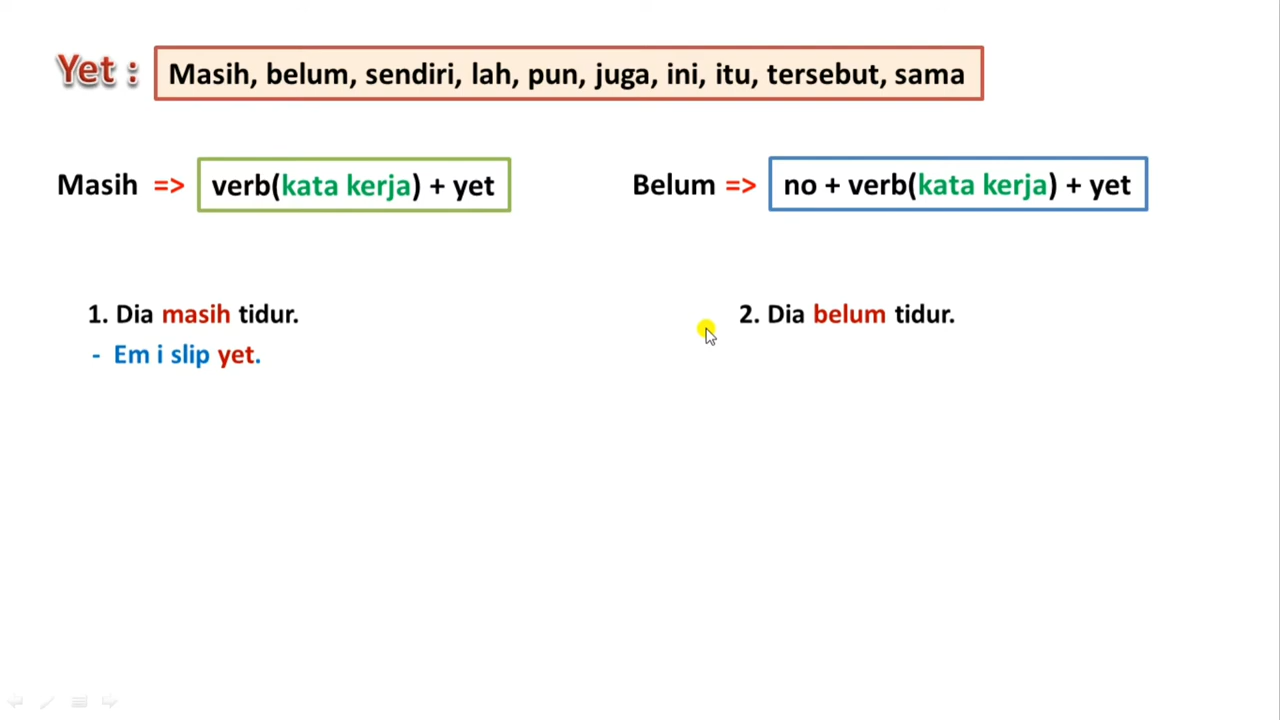 Yet : Masih, belum, sendiri, lah, pun, juga, ini, itu, tersebut, sama
Masih => verb(kata kerja) + yet
Belum => no + verb(kata kerja) + yet
1. Dia masih tidur.
- Em i slip yet.
2. Dia belum tidur.